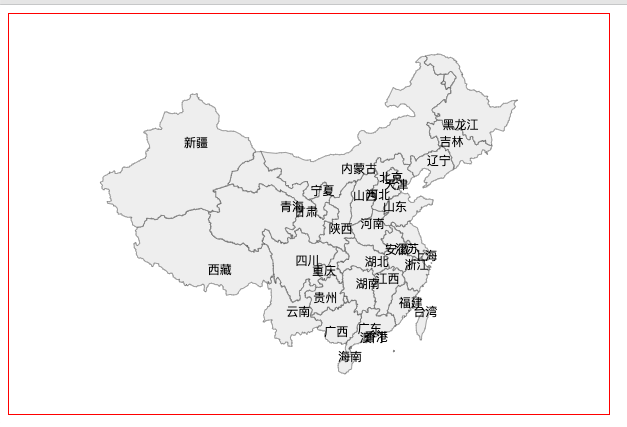 黑龙江
吉林
新疆
辽宁
内蒙古
北京
天津
宁夏
山西
河北
青海
甘肃
山东
河南
陕西
安徽
江苏
上海
四川
湖北
浙江
西藏
重庆
江西
湖南
贵州
福建
云南
台湾
广东
广西
澳门
香港
海南